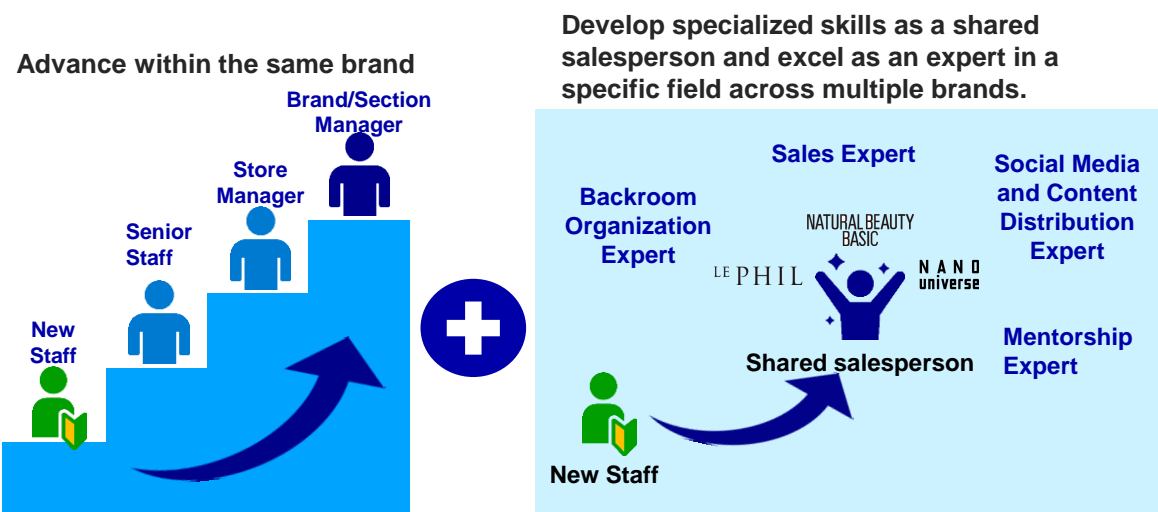 Advance within the same brand
Brand/Section
Manager
Store
Manager
Senior
Staff
New
Staff
Develop specialized skills as a shared
salesperson and excel as an expert in a
specific field across multiple brands.
Sales Expert
Social Media
and Content
Distribution
Expert
Backroom
Organization
Expert
NATURAL BEAUTY
BASIC
LE PHIL
NANO
universe
Shared salesperson
Mentorship
Expert
New Staff